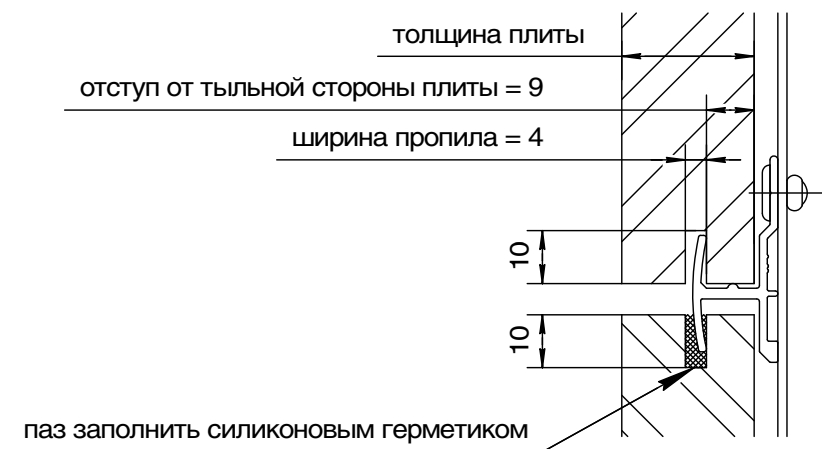 толщина плиты
отступ от тыльной стороны плиты = 9
ширина пропила = 4
10
10
паз заполнить силиконовым герметиком